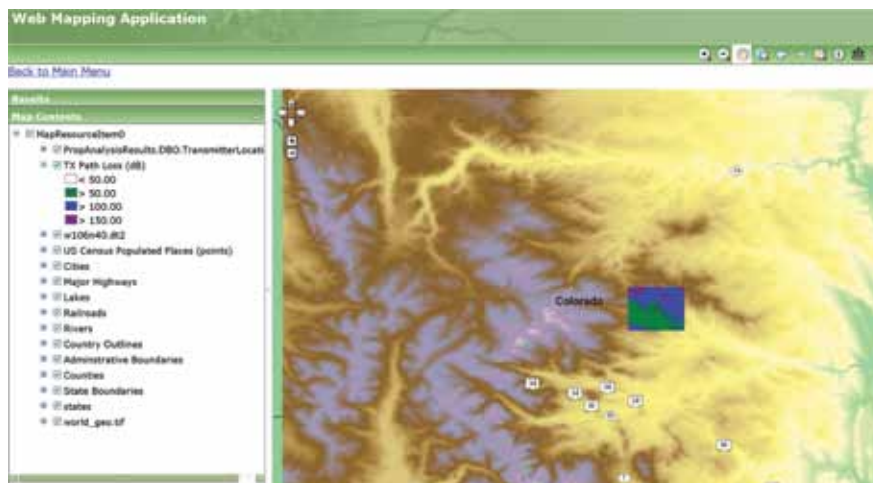 Web Mapping Application
Back to Main Menu
Results
Map Contents
MapResourceItem0
PropAnalysisResults.DBO.TransmitterLocati
TX Path Loss (dB)
< 50.00
> 50.00
> 100.00
> 150.00
w106n40.dt2
US Census Populated Places (points)
Cities
Major Highways
Lakes
Railroads
Rivers
Country Outlines
Adminstrative Boundaries
Counties
State Boundaries
states
world_geo.tif
Colorado